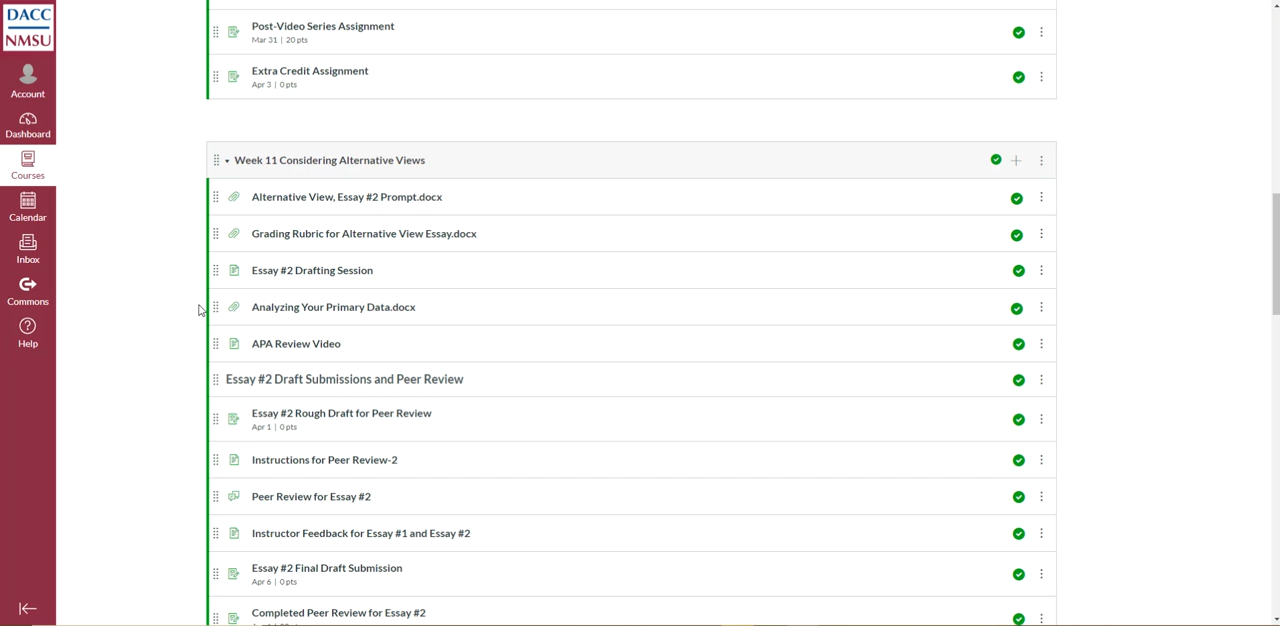 DACC
NMSU
Account
Dashboard
Courses
Calendar
Inbox
Commons
Help
Post-Video Series Assignment
Mar 31 | 20 pts
Extra Credit Assignment
Apr 3 | 0 pts
Week 11 Considering Alternative Views
Alternative View, Essay #2 Prompt.docx
Grading Rubric for Alternative View Essay.docx
Essay #2 Drafting Session
Analyzing Your Primary Data.docx
APA Review Video
Essay #2 Draft Submissions and Peer Review
Essay #2 Rough Draft for Peer Review
Apr 1 | 0 pts
Instructions for Peer Review-2
Peer Review for Essay #2
Instructor Feedback for Essay #1 and Essay #2
Essay #2 Final Draft Submission
Apr 6 | 0 pts
Completed Peer Review for Essay #2